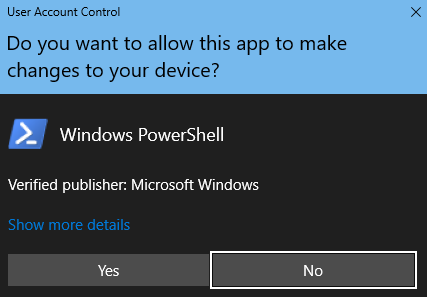 User Account Control
Do you want to allow this app to make
changes to your device?
Windows PowerShell
Verified publisher: Microsoft Windows
Show more details
Yes
No